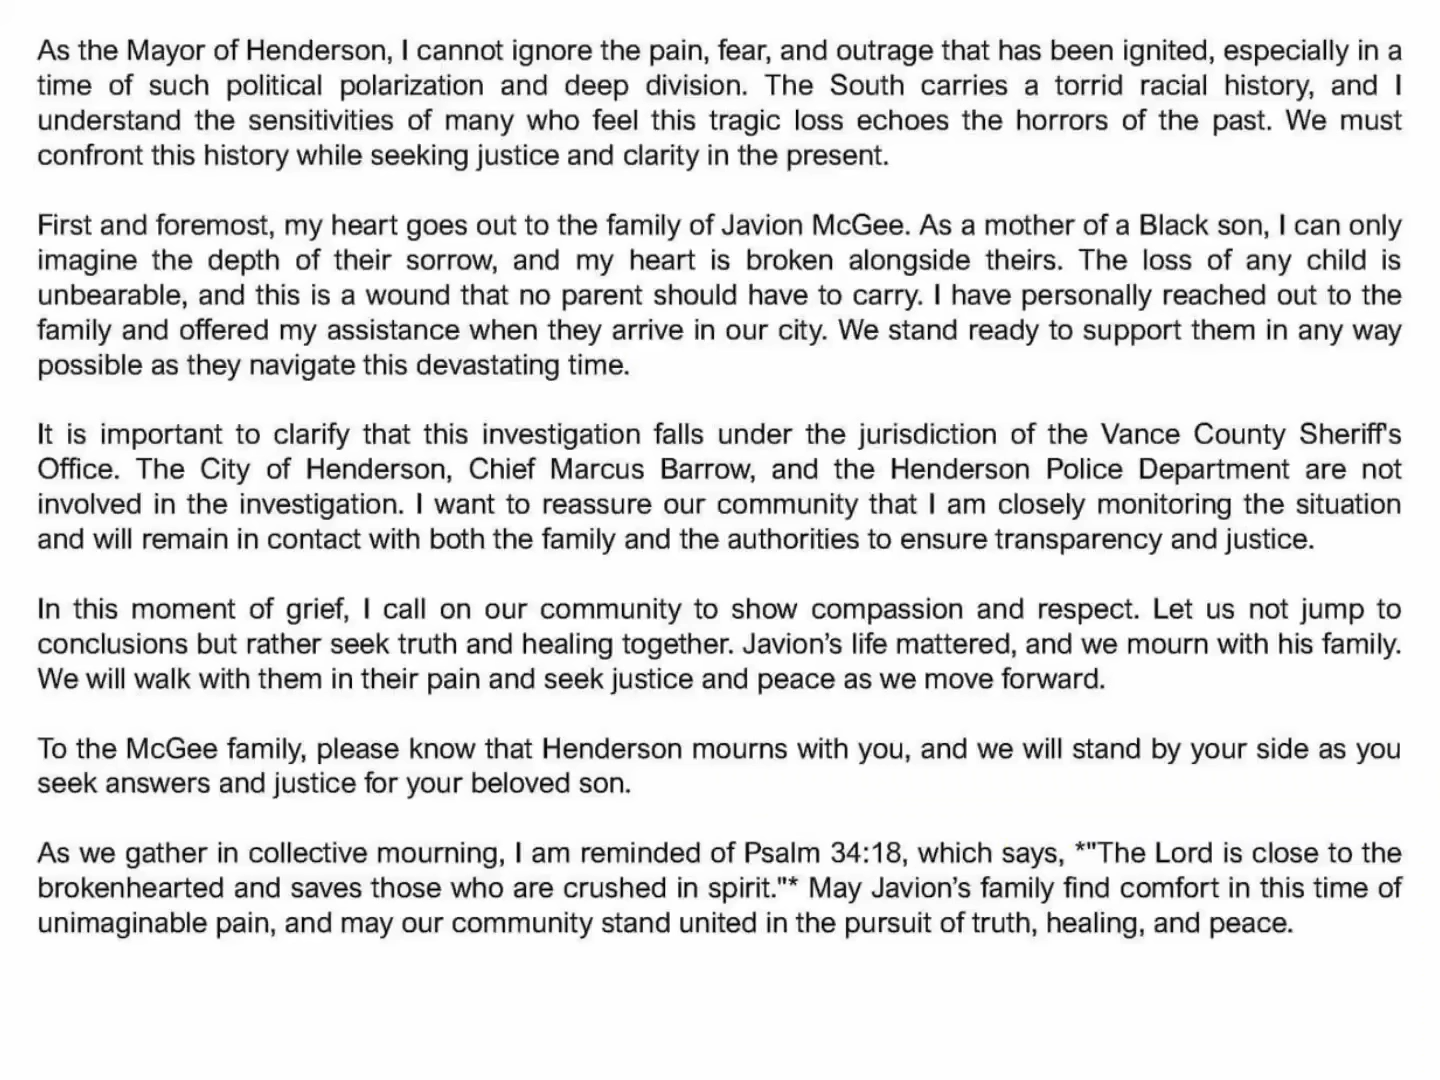 As the Mayor of Henderson, I cannot ignore the pain, fear, and outrage that has been ignited, especially in a
time of such political polarization and deep division. The South carries a torrid racial history, and I
understand the sensitivities of many who feel this tragic loss echoes the horrors of the past. We must
confront this history while seeking justice and clarity in the present.
First and foremost, my heart goes out to the family of Javion McGee. As a mother of a Black son, I can only
imagine the depth of their sorrow, and my heart is broken alongside theirs. The loss of any child is
unbearable, and this is a wound that no parent should have to carry. I have personally reached out to the
family and offered my assistance when they arrive in our city. We stand ready to support them in any way
possible as they navigate this devastating time.
It is important to clarify that this investigation falls under the jurisdiction of the Vance County Sheriff's
Office. The City of Henderson, Chief Marcus Barrow, and the Henderson Police Department are not
involved in the investigation. I want to reassure our community that I am closely monitoring the situation
and will remain in contact with both the family and the authorities to ensure transparency and justice.
In this moment of grief, I call on our community to show compassion and respect. Let us not jump to
conclusions but rather seek truth and healing together. Javion's life mattered, and we mourn with his family.
We will walk with them in their pain and seek justice and peace as we move forward.
To the McGee family, please know that Henderson mourns with you, and we will stand by your side as you
seek answers and justice for your beloved son.
As we gather in collective mourning, I am reminded of Psalm 34:18, which says, *"The Lord is close to the
brokenhearted and saves those who are crushed in spirit."* May Javion's family find comfort in this time of
unimaginable pain, and may our community stand united in the pursuit of truth, healing, and peace.